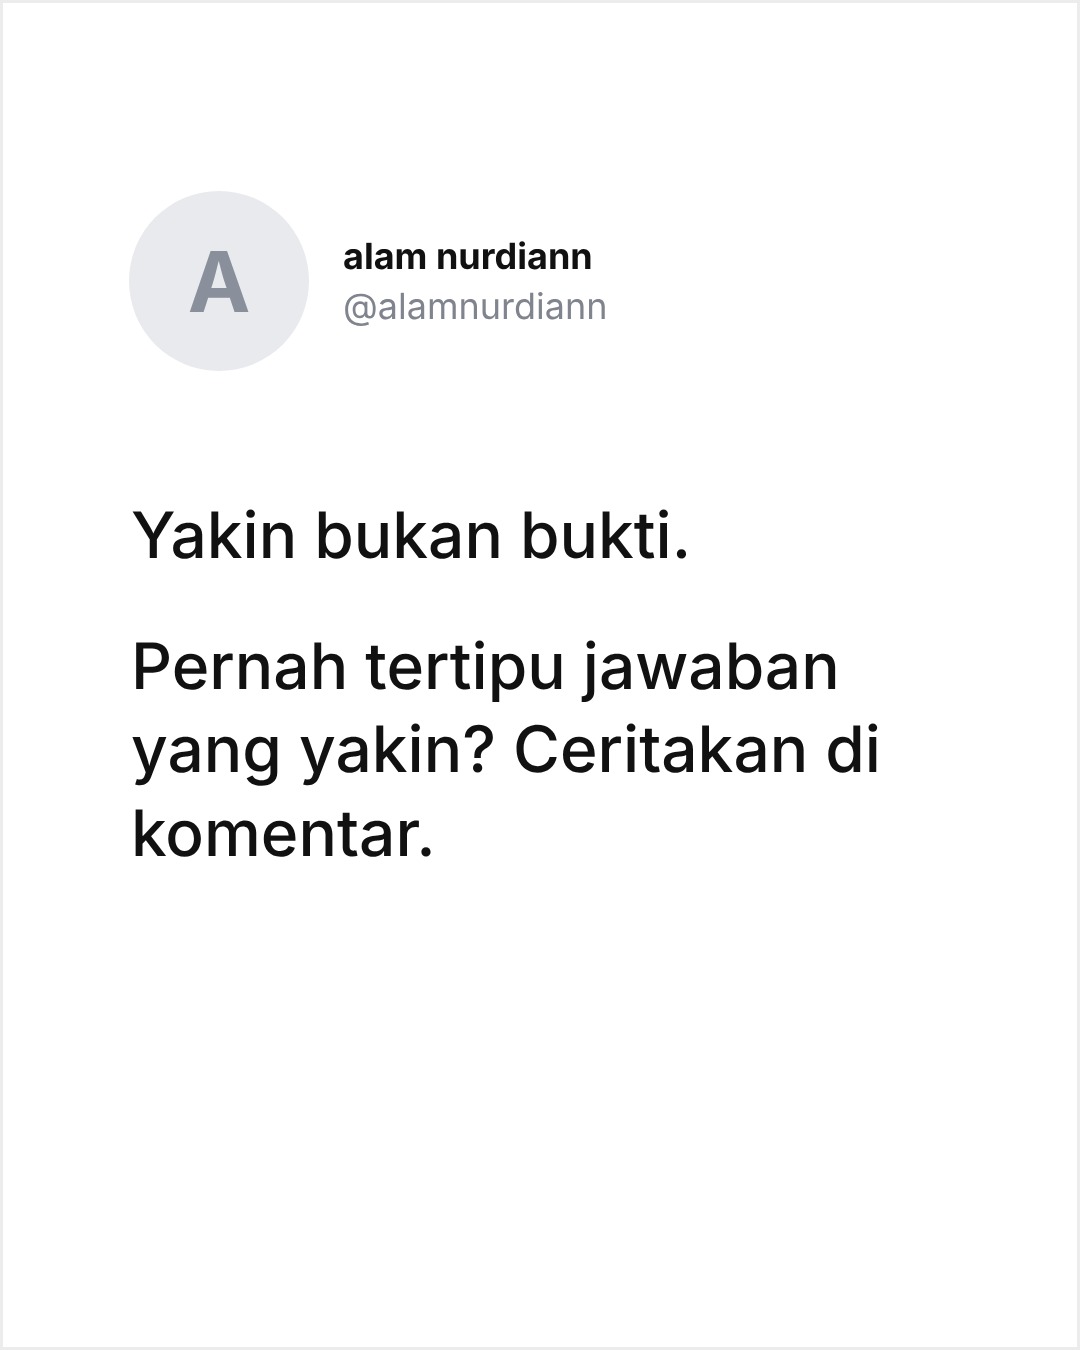 A
alam nurdiann
@alamnurdiann
Yakin bukan bukti.
Pernah tertipu jawaban
yang yakin? Ceritakan di
komentar.